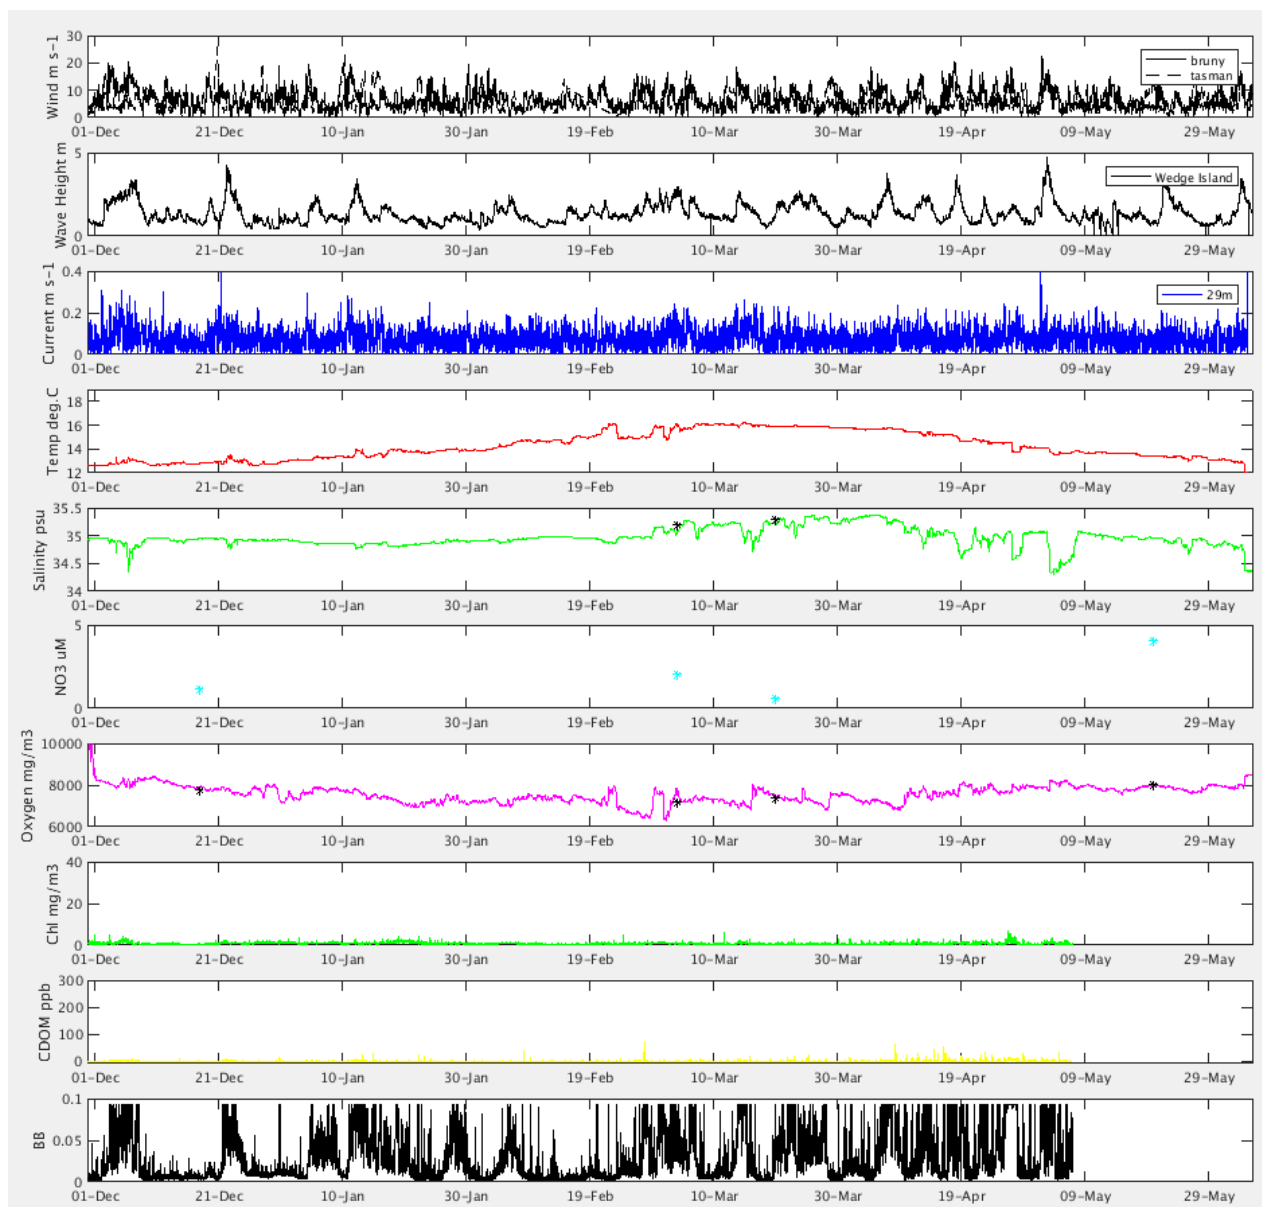 Wind m s-1
30
20
10
0
bruny
tasman
01-Dec 21-Dec 10-Jan 30-Jan 19-Feb 10-Mar 30-Mar 19-Apr 09-May 29-May
Wave Height m
5
0
Wedge Island
01-Dec 21-Dec 10-Jan 30-Jan 19-Feb 10-Mar 30-Mar 19-Apr 09-May 29-May
Current m s-1
0.4
0.2
0
29m
01-Dec 21-Dec 10-Jan 30-Jan 19-Feb 10-Mar 30-Mar 19-Apr 09-May 29-May
Temp deg.C
18
16
14
12
01-Dec 21-Dec 10-Jan 30-Jan 19-Feb 10-Mar 30-Mar 19-Apr 09-May 29-May
Salinity psu
35.5
35
34.5
34
01-Dec 21-Dec 10-Jan 30-Jan 19-Feb 10-Mar 30-Mar 19-Apr 09-May 29-May
NO3 uM
5
0
01-Dec 21-Dec 10-Jan 30-Jan 19-Feb 10-Mar 30-Mar 19-Apr 09-May 29-May
Oxygen mg/m3
10000
8000
6000
01-Dec 21-Dec 10-Jan 30-Jan 19-Feb 10-Mar 30-Mar 19-Apr 09-May 29-May
Chl mg/m3
40
20
0
01-Dec 21-Dec 10-Jan 30-Jan 19-Feb 10-Mar 30-Mar 19-Apr 09-May 29-May
CDOM ppb
300
200
100
0
01-Dec 21-Dec 10-Jan 30-Jan 19-Feb 10-Mar 30-Mar 19-Apr 09-May 29-May
BB
0.1
0.05
0
01-Dec 21-Dec 10-Jan 30-Jan 19-Feb 10-Mar 30-Mar 19-Apr 09-May 29-May